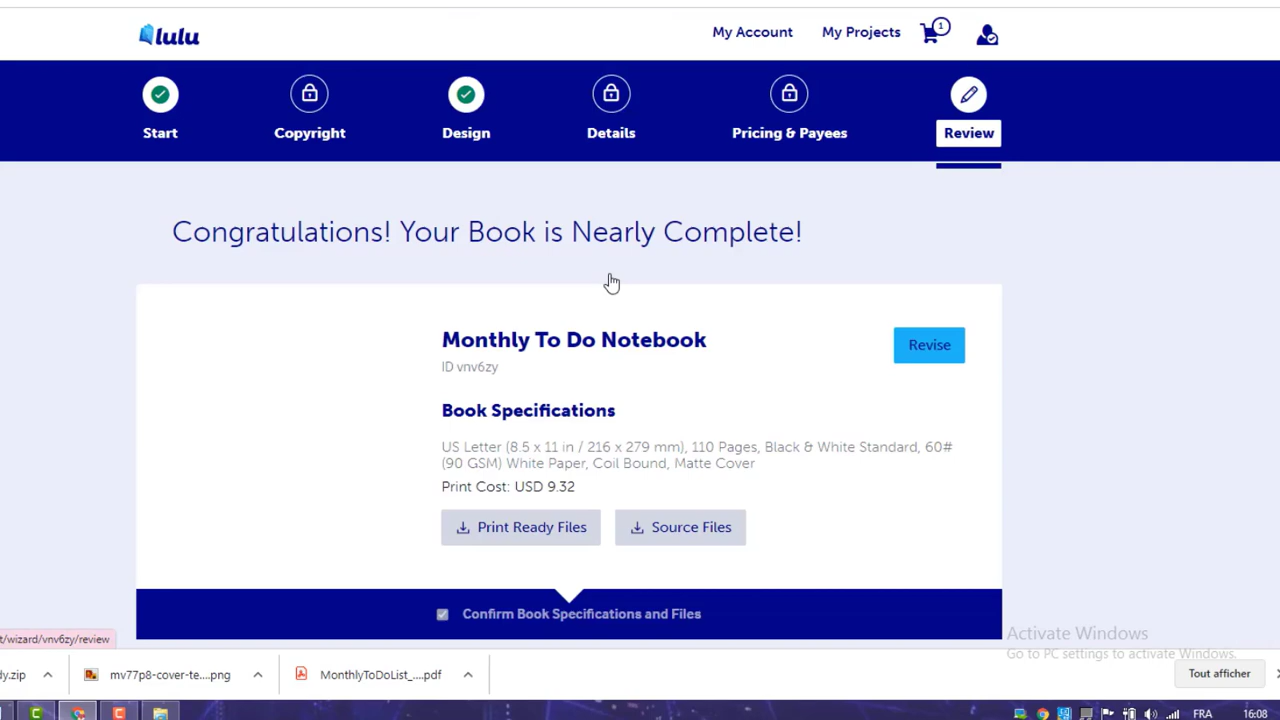 lulu
My Account
My Projects
1
Start
Copyright
Design
Details
Pricing & Payees
Review
Congratulations! Your Book is Nearly Complete!
Monthly To Do Notebook
Revise
ID vnv6zy
Book Specifications
US Letter (8.5 x 11 in / 216 x 279 mm), 110 Pages, Black & White Standard, 60#
(90 GSM) White Paper, Coil Bound, Matte Cover
Print Cost: USD 9.32
Print Ready Files
Source Files
Confirm Book Specifications and Files
t/wizard/vnv6zy/review
Activate Windows
Go to PC settings to activate Windows.
ly.zip
mv77p8-cover-te....png
MonthlyToDoList_....pdf
Tout afficher
FRA
16:08